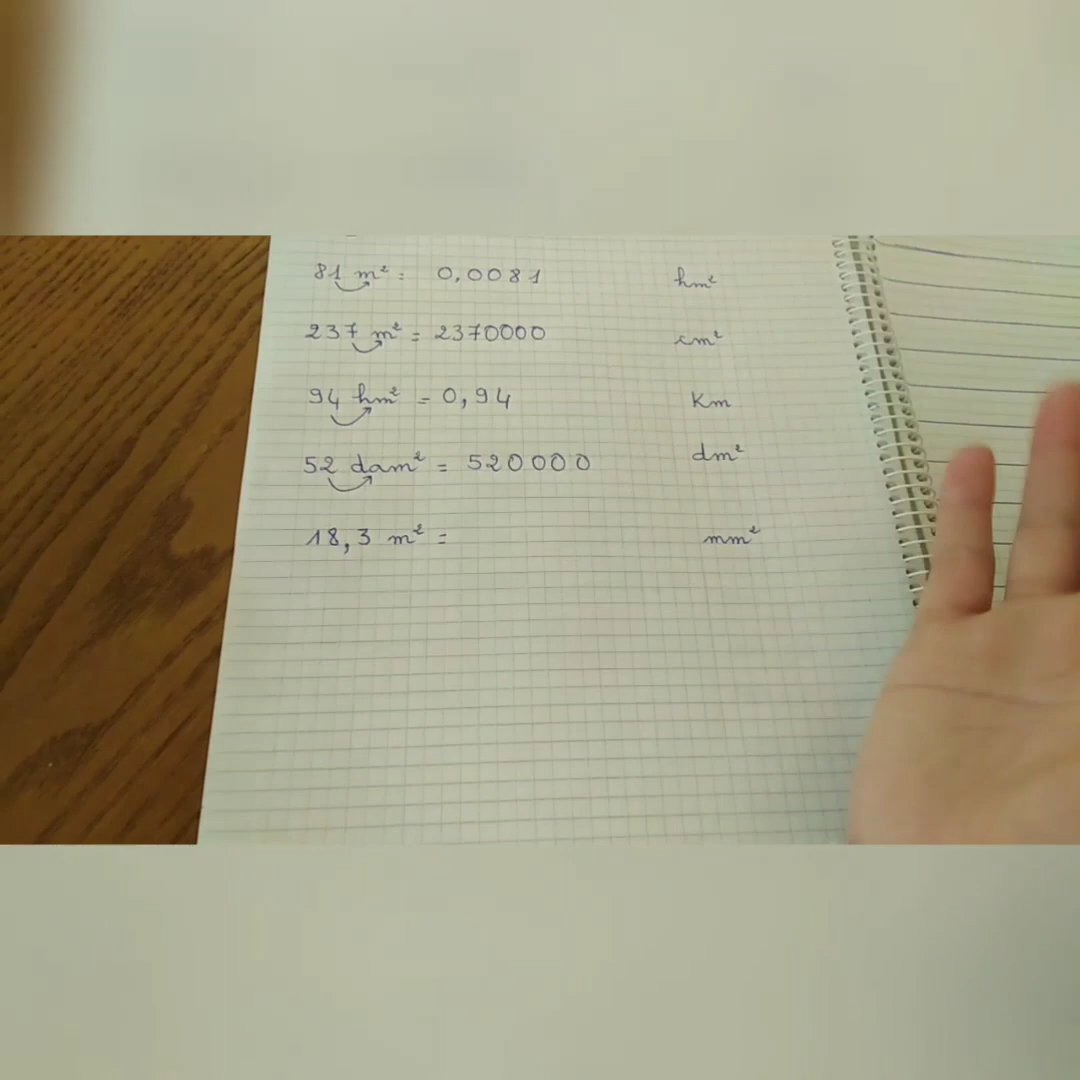 81 m² = 0,0081 hm²
237 m² = 2370000 cm²
94 hm² = 0,94 Km
52 dam² = 520000 dm²
18,3 m² = mm²